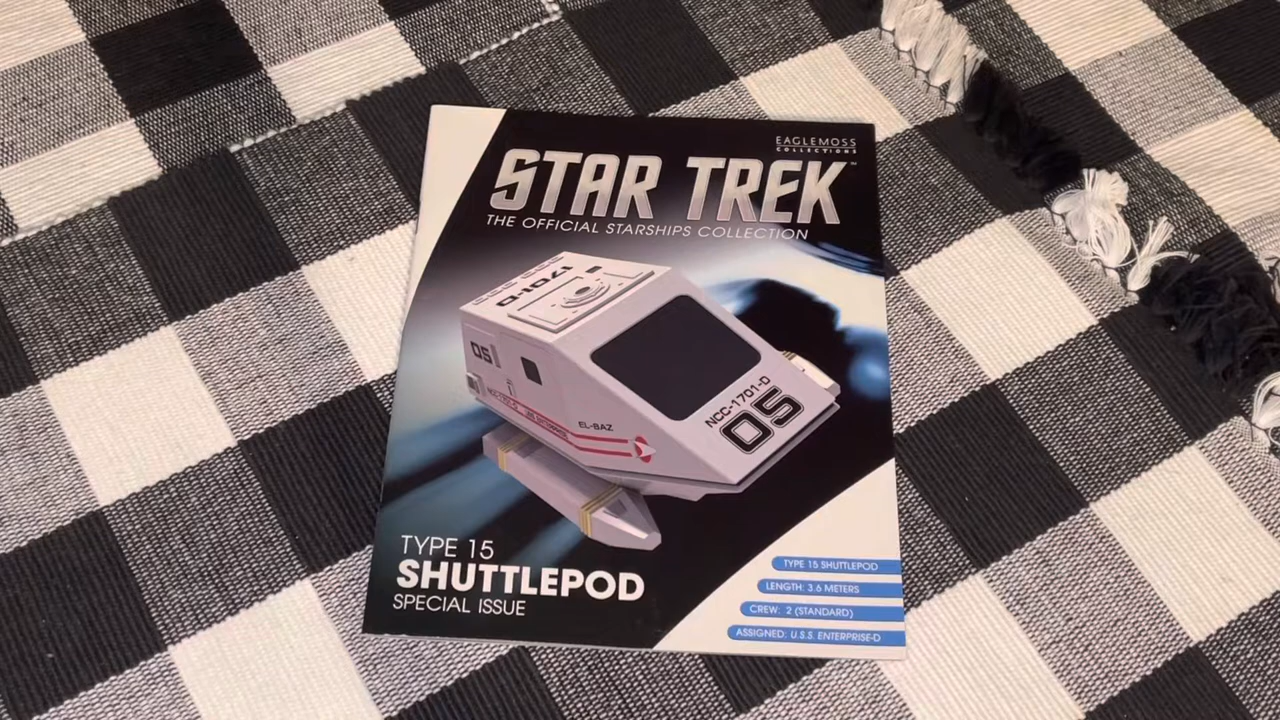 EAGLEMOSS
COLLECTIONS
STAR TREK™
THE OFFICIAL STARSHIPS COLLECTION
1701-D
05
NCC-1701-D
05
EL-BAZ
TYPE 15
SHUTTLEPOD
SPECIAL ISSUE
TYPE 15 SHUTTLEPOD
LENGTH: 3.6 METERS
CREW: 2 (STANDARD)
ASSIGNED: U.S.S. ENTERPRISE-D